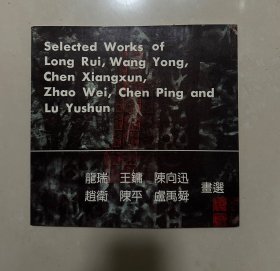 Selected Works of
Long Rui, Wang Yong,
Chen Xiangxun,
Zhao Wei, Chen Ping and
Lu Yushun
龍瑞 王鏞 陳向迅
趙衛 陳平 盧禹舜 畫選